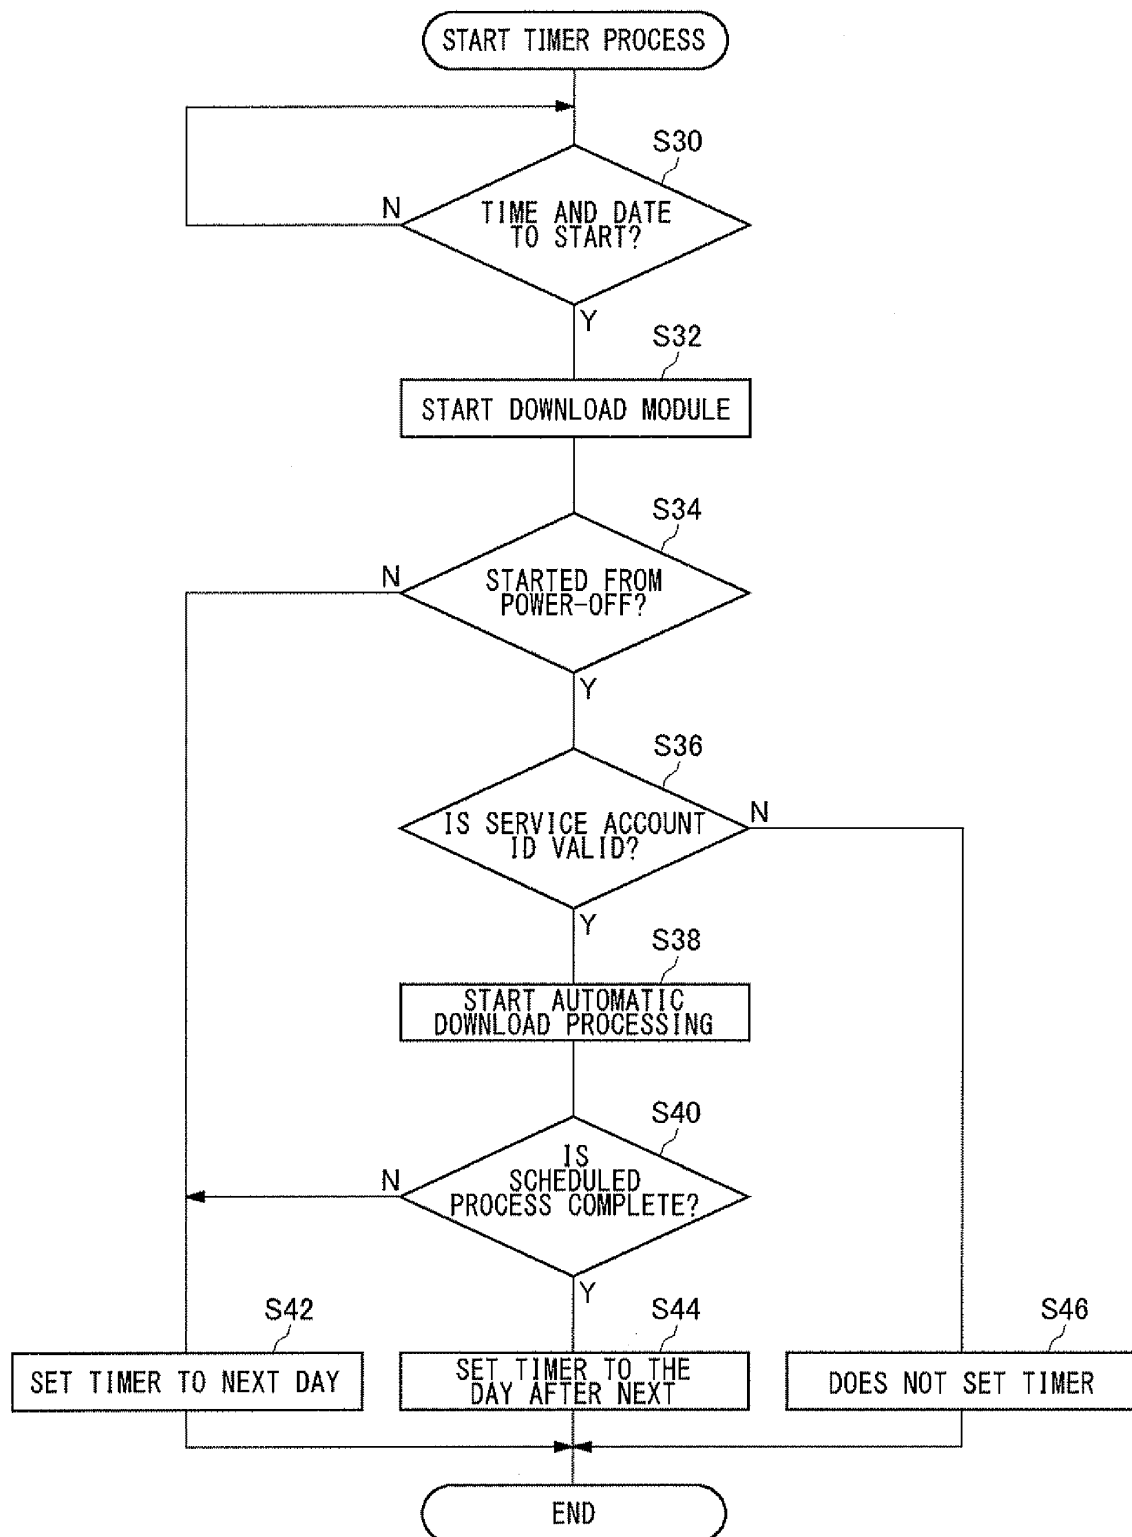 START TIMER PROCESS
S30
N
TIME AND DATE
TO START?
Y
S32
START DOWNLOAD MODULE
S34
N
STARTED FROM
POWER-OFF?
Y
S36
N
IS SERVICE ACCOUNT
ID VALID?
Y
S38
START AUTOMATIC
DOWNLOAD PROCESSING
S40
N
IS
SCHEDULED
PROCESS COMPLETE?
Y
S42
SET TIMER TO NEXT DAY
S44
SET TIMER TO THE
DAY AFTER NEXT
S46
DOES NOT SET TIMER
END